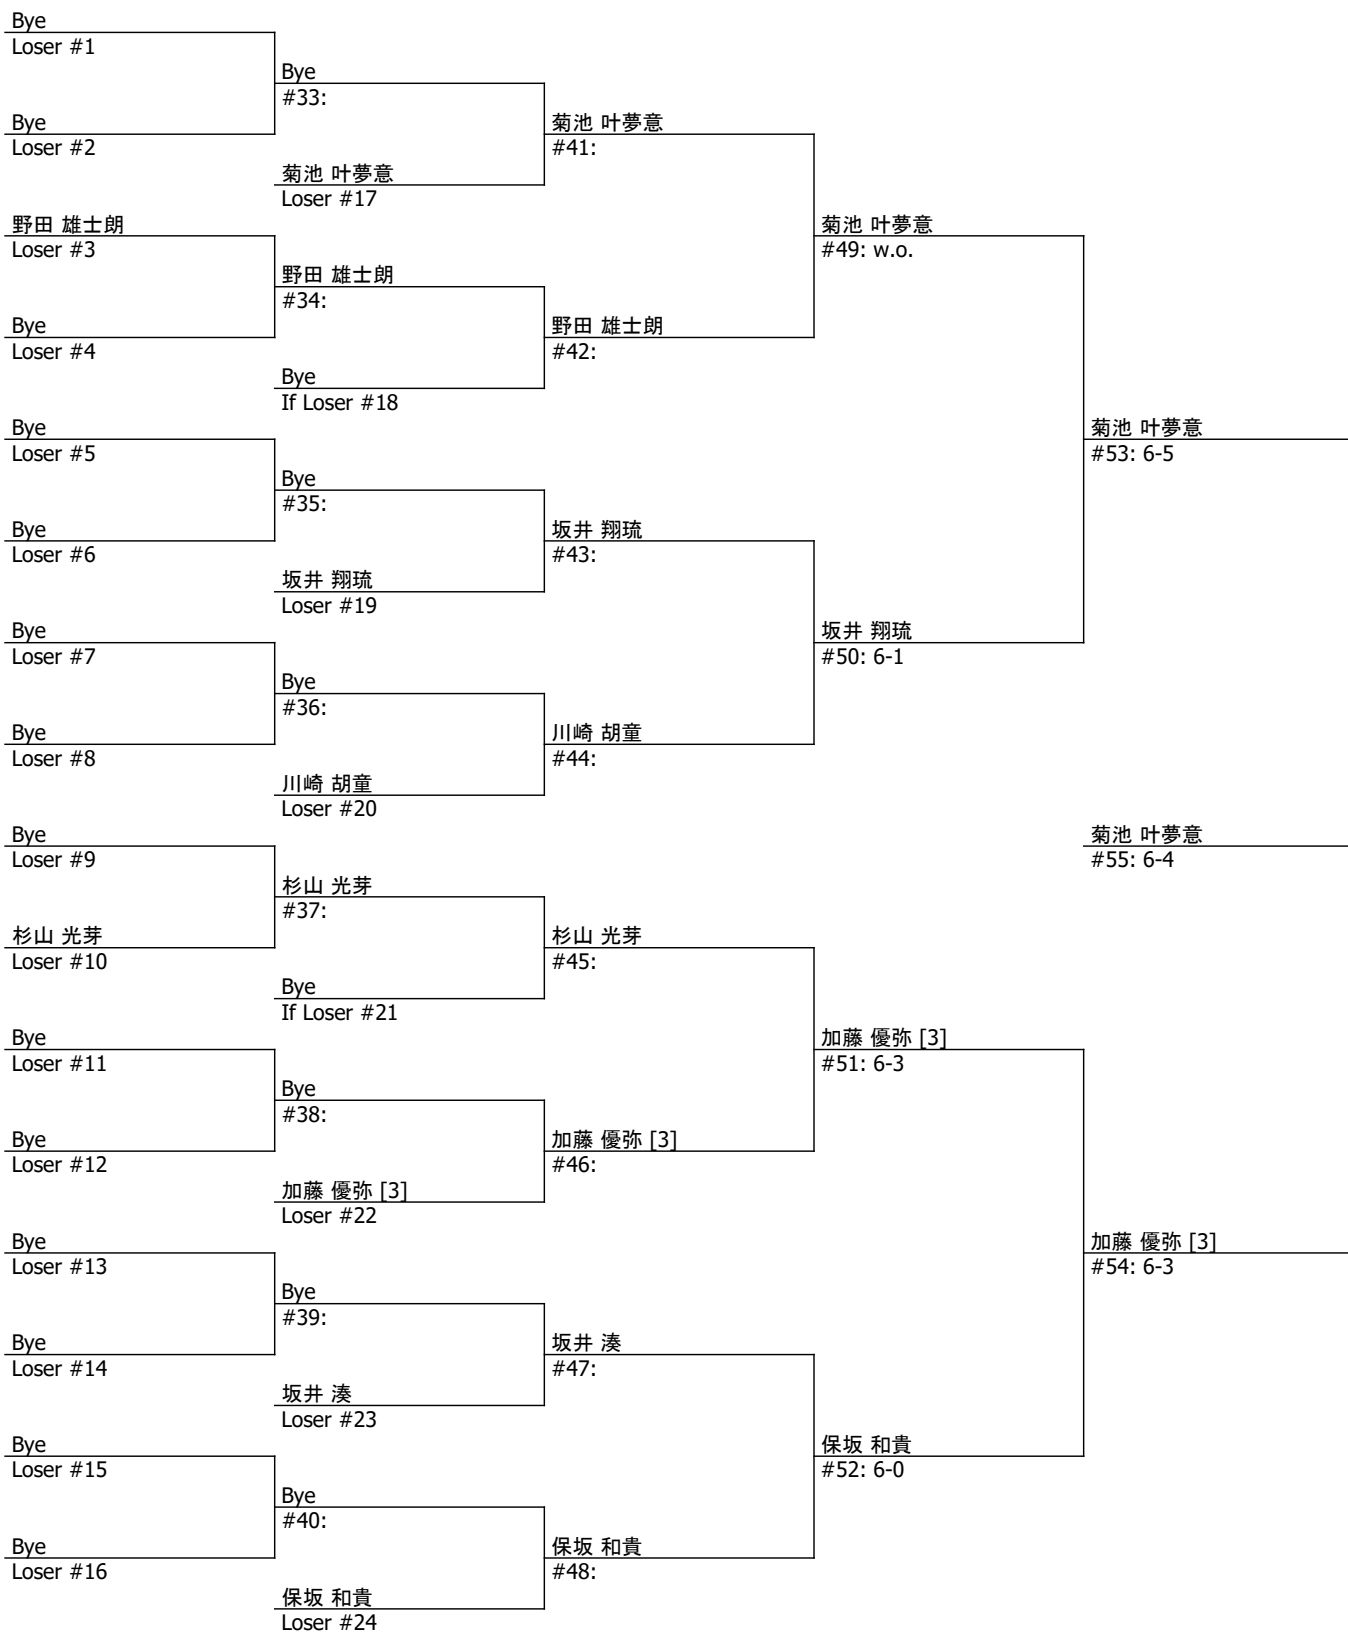 Bye
Loser #1
Bye
#33:
Bye
Loser #2
菊池 叶夢意
#41:
菊池 叶夢意
Loser #17
野田 雄士朗
Loser #3
菊池 叶夢意
#49: w.o.
野田 雄士朗
#34:
Bye
Loser #4
野田 雄士朗
#42:
Bye
If Loser #18
Bye
Loser #5
菊池 叶夢意
#53: 6-5
Bye
#35:
Bye
Loser #6
坂井 翔琉
#43:
坂井 翔琉
Loser #19
Bye
Loser #7
坂井 翔琉
#50: 6-1
Bye
#36:
Bye
Loser #8
川崎 胡童
#44:
川崎 胡童
Loser #20
Bye
Loser #9
菊池 叶夢意
#55: 6-4
杉山 光芽
#37:
杉山 光芽
Loser #10
杉山 光芽
#45:
Bye
If Loser #21
Bye
Loser #11
加藤 優弥 [3]
#51: 6-3
Bye
#38:
Bye
Loser #12
加藤 優弥 [3]
#46:
加藤 優弥 [3]
Loser #22
Bye
Loser #13
加藤 優弥 [3]
#54: 6-3
Bye
#39:
Bye
Loser #14
坂井 湊
#47:
坂井 湊
Loser #23
Bye
Loser #15
保坂 和貴
#52: 6-0
Bye
#40:
Bye
Loser #16
保坂 和貴
#48:
保坂 和貴
Loser #24